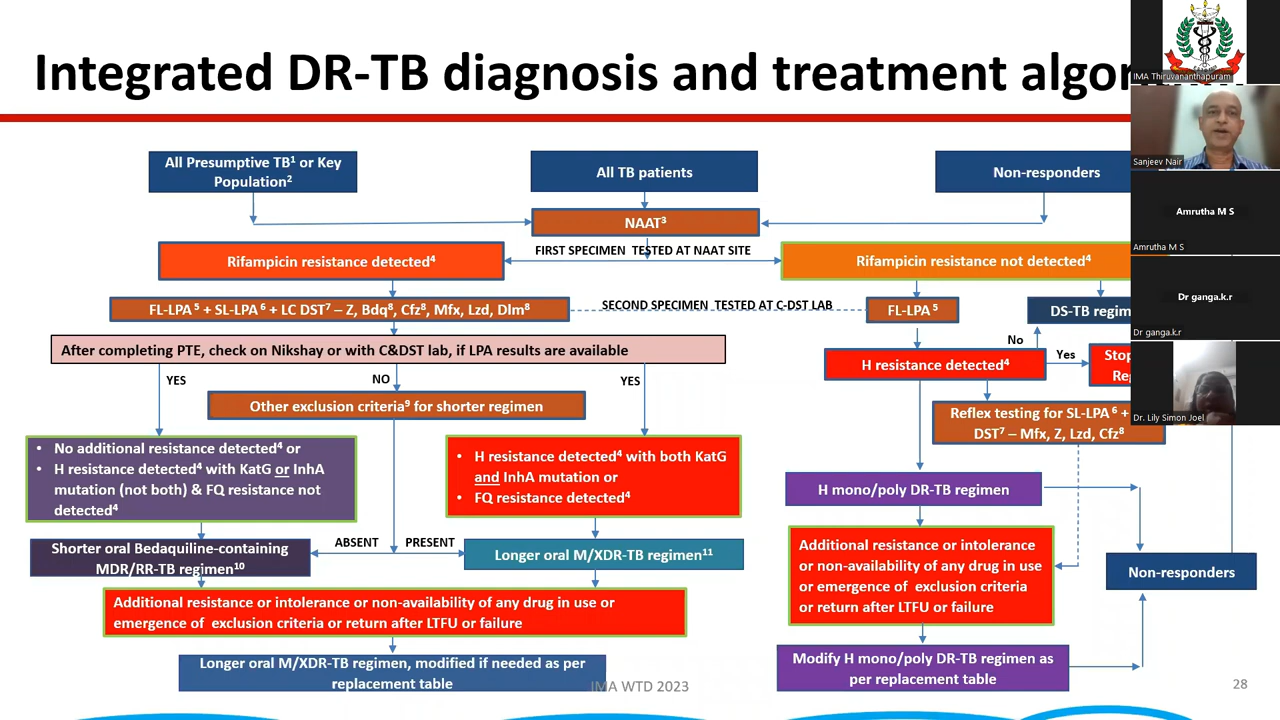 Integrated DR-TB diagnosis and treatment algor
IMA Thiruvananthapuram
Sanjeev Nair
Amrutha M S
Amrutha M S
Dr ganga.k.r
Dr ganga.k.r
Dr. Lily Simon Joel
All Presumptive TB¹ or Key
Population²
All TB patients
Non-responders
NAAT³
FIRST SPECIMEN TESTED AT NAAT SITE
Rifampicin resistance detected⁴
Rifampicin resistance not detected⁴
FL-LPA⁵ + SL-LPA⁶ + LC DST⁷ – Z, Bdq⁸, Cfz⁸, Mfx, Lzd, Dlm⁸
SECOND SPECIMEN TESTED AT C-DST LAB
FL-LPA⁵
DS-TB regim
After completing PTE, check on Nikshay or with C&DST lab, if LPA results are available
No
Yes
H resistance detected⁴
Stop
Reg
YES
NO
YES
Other exclusion criteria⁹ for shorter regimen
Reflex testing for SL-LPA⁶ +
DST⁷ – Mfx, Z, Lzd, Cfz⁸
• No additional resistance detected⁴ or
• H resistance detected⁴ with KatG or InhA
mutation (not both) & FQ resistance not
detected⁴
• H resistance detected⁴ with both KatG
and InhA mutation or
• FQ resistance detected⁴
H mono/poly DR-TB regimen
ABSENT
PRESENT
Shorter oral Bedaquiline-containing
MDR/RR-TB regimen¹⁰
Longer oral M/XDR-TB regimen¹¹
Additional resistance or intolerance
or non-availability of any drug in use
or emergence of exclusion criteria
or return after LTFU or failure
Non-responders
Additional resistance or intolerance or non-availability of any drug in use or
emergence of exclusion criteria or return after LTFU or failure
Longer oral M/XDR-TB regimen, modified if needed as per
replacement table
Modify H mono/poly DR-TB regimen as
per replacement table
IMA WTD 2023
28